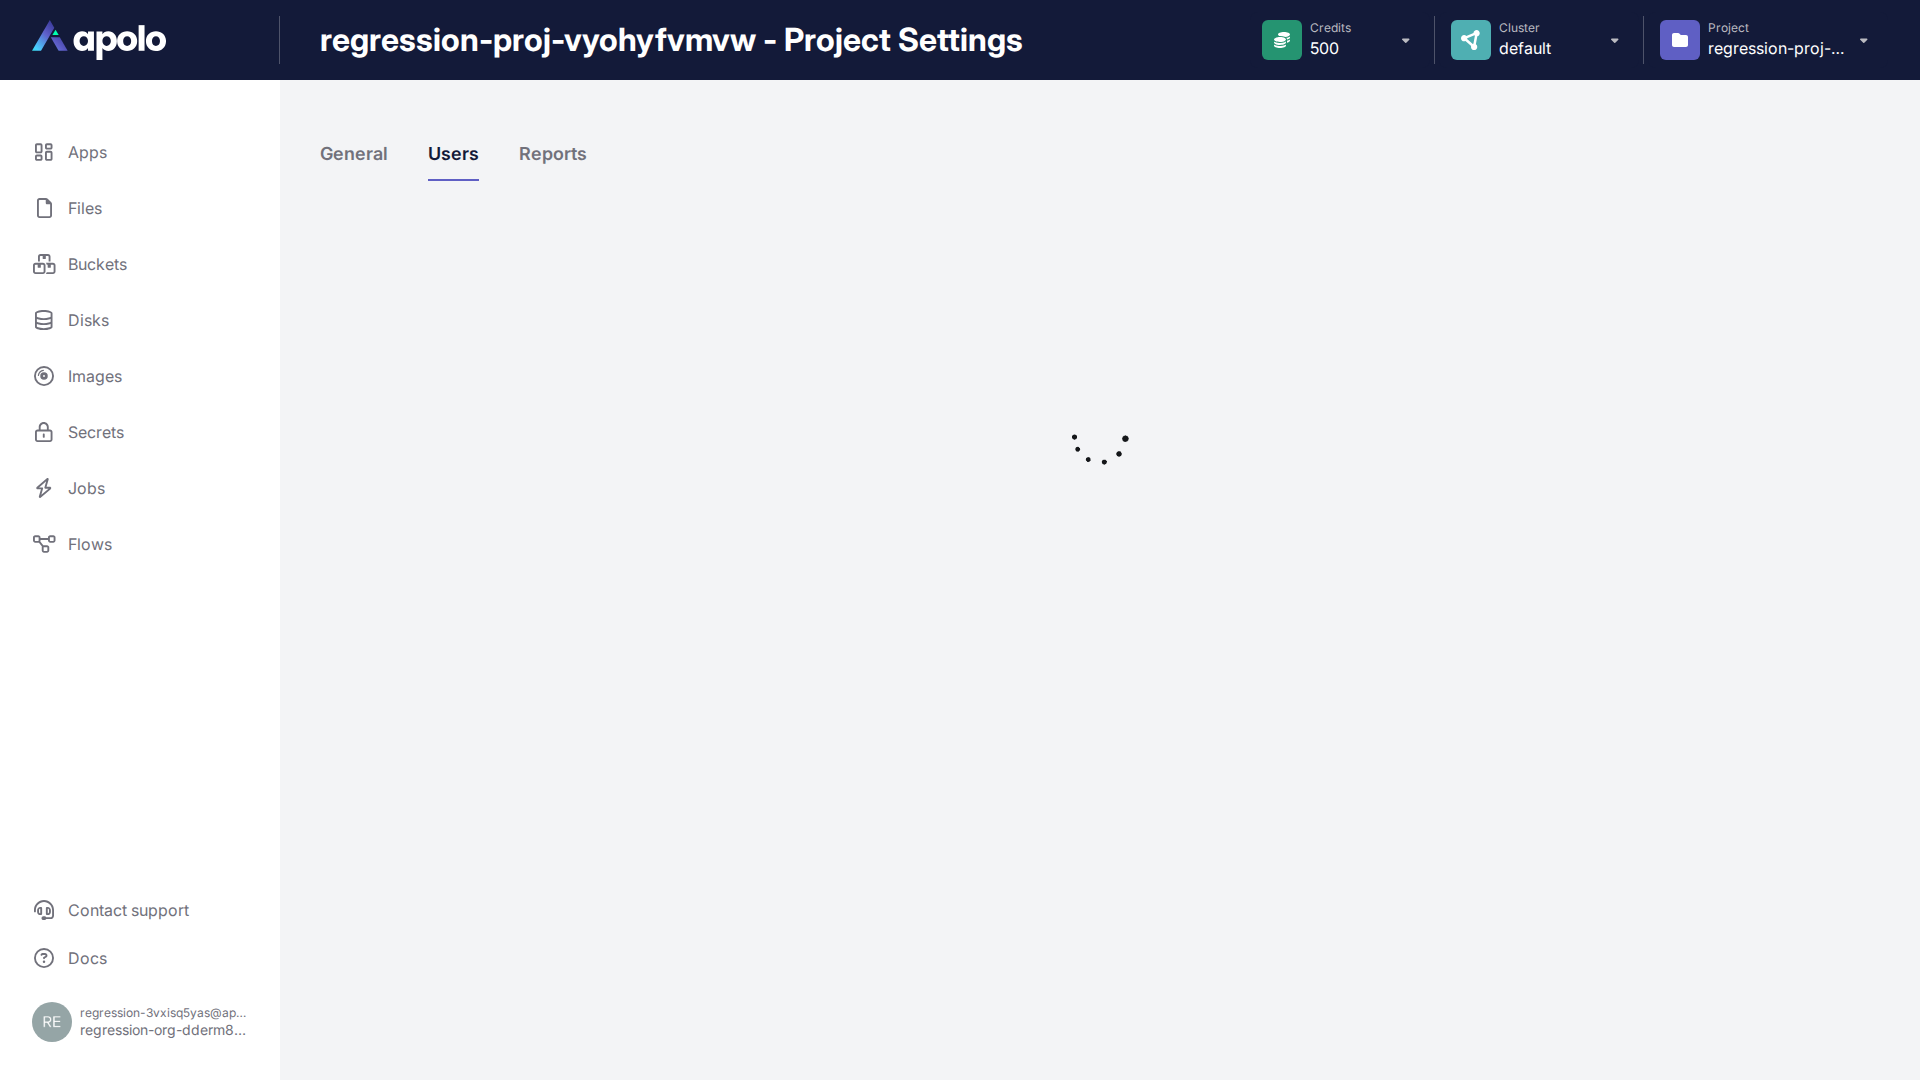 apolo
regression-proj-vyohyfvmvw - Project Settings
Credits
500
Cluster
default
Project
regression-proj-...
Apps
Files
Buckets
Disks
Images
Secrets
Jobs
Flows
General
Users
Reports
Contact support
Docs
RE
regression-3vxisq5yas@ap...
regression-org-dderm8...